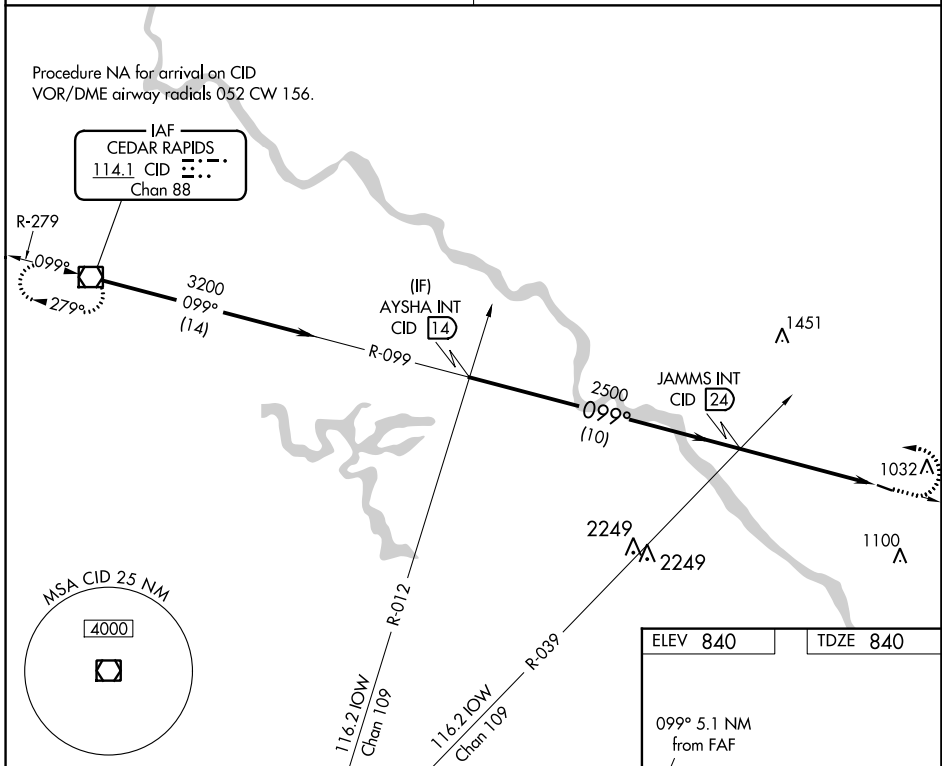 Procedure NA for arrival on CID
VOR/DME airway radials 052 CW 156.
IAF
CEDAR RAPIDS
114.1 CID
Chan 88
R-279
099°
279°
3200
099°
(14)
R-099
(IF)
AYSHA INT
CID 14
2500
099°
(10)
JAMMS INT
CID 24
1451
1032
1100
2249
2249
R-012
116.2 IOW
Chan 109
R-039
116.2 IOW
Chan 109
MSA CID 25 NM
4000
ELEV 840
TDZE 840
099° 5.1 NM
from FAF